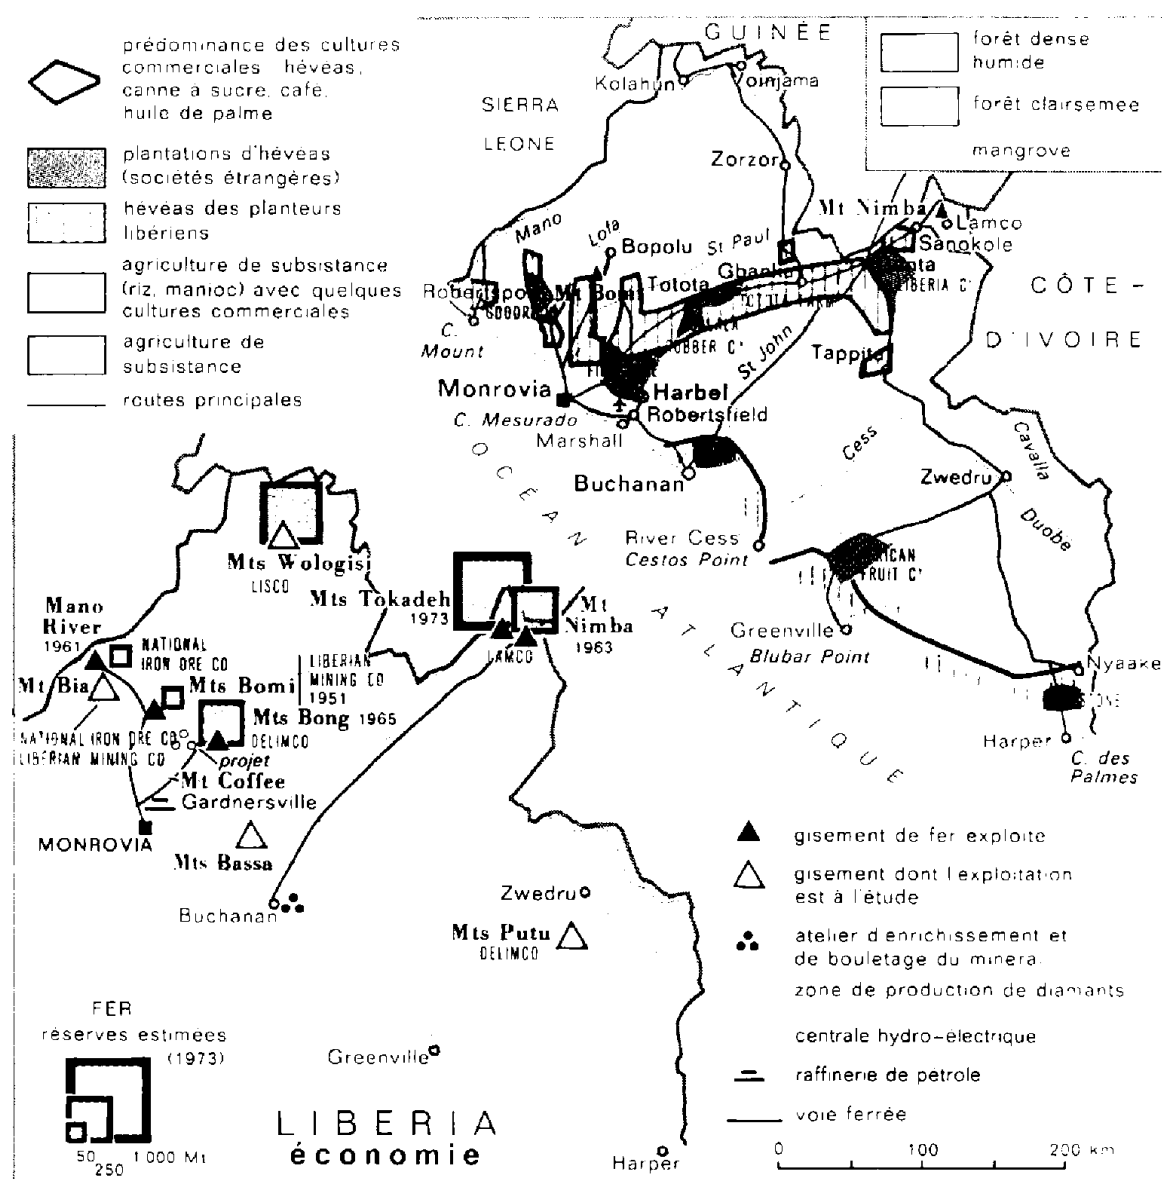 prédominance des cultures
commerciales hévéas,
canne à sucre, café,
huile de palme
plantations d'hévéas
(sociétés étrangères)
hévéas des planteurs
libériens
agriculture de subsistance
(riz, manioc) avec quelques
cultures commerciales
agriculture de
subsistance
routes principales
GUINÉE
forêt dense
humide
forêt clairsemee
mangrove
Kolahun
Voinjama
SIERRA
LEONE
Zorzor
Mt Nimba
Lamco
Sanokole
Mano
Lofa
Bopolu
St Paul
Gbanka
Totota
Mt Bomi
LIBERIA Cº
CÔTE-
D'IVOIRE
C.
Mount
RUBBER Cº
St John
Tappita
Monrovia
Harbel
C. Mesurado
Robertsfield
Marshall
OCÉAN
ATLANTIQUE
Buchanan
Cess
Cavalla
Zwedru
Duobe
River Cess
Cestos Point
FRUIT Cº
Greenville
Blubar Point
Nyaake
Harper
C. des
Palmes
Mts Wologisi
LISCO
Mts Tokadeh
1973
Mt
Nimba
1963
LAMCO
Mano
River
1961
NATIONAL
IRON ORE CO
Mt Bia
Mts Bomi
LIBERIAN
MINING CO
1951
Mts Bong 1965
DELIMCO
NATIONAL IRON ORE CO
LIBERIAN MINING CO
projet
Mt Coffee
Gardnersville
MONROVIA
Mts Bassa
Buchanan
Zwedru
Mts Putu
DELIMCO
Greenville
Harper
gisement de fer exploité
gisement dont l'exploitation
est à l'étude
atelier d'enrichissement et
de bouletage du minera
zone de production de diamants
centrale hydro-électrique
raffinerie de pétrole
voie ferrée
FER
réserves estimées
(1973)
50 1 000 Mt
250
LIBERIA
économie
0 100 200 km